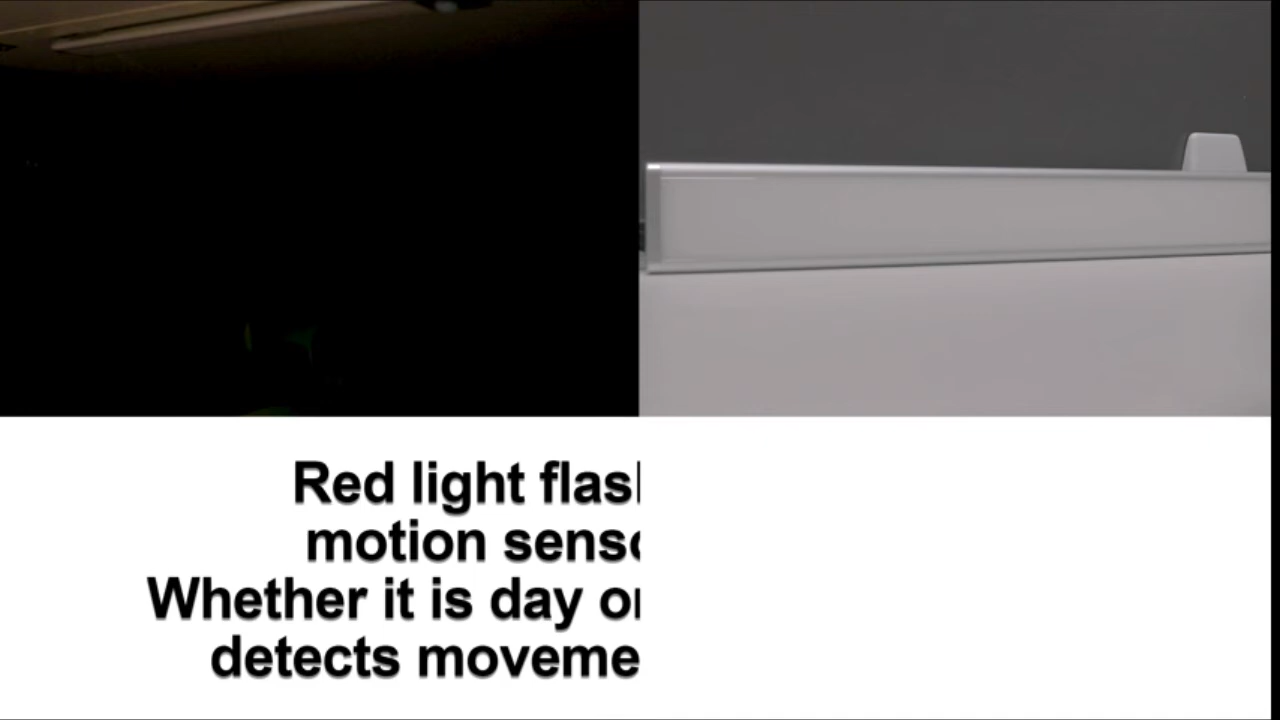 Red light flas
motion sens
Whether it is day o
detects moveme